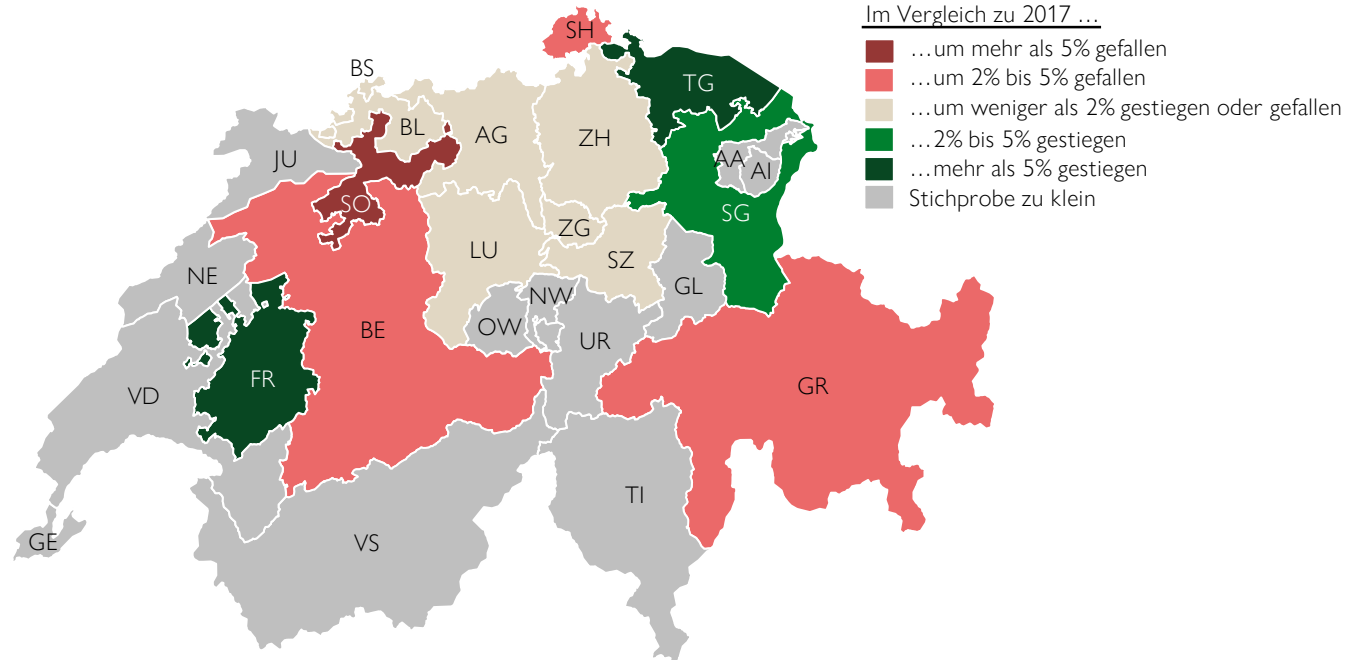 Im Vergleich zu 2017 …
…um mehr als 5% gefallen
…um 2% bis 5% gefallen
…um weniger als 2% gestiegen oder gefallen
…2% bis 5% gestiegen
…mehr als 5% gestiegen
Stichprobe zu klein
SH
BS
TG
BL
AG
ZH
JU
AA
AI
SO
SG
ZG
LU
SZ
NE
GL
NW
OW
BE
UR
FR
VD
GR
TI
GE
VS